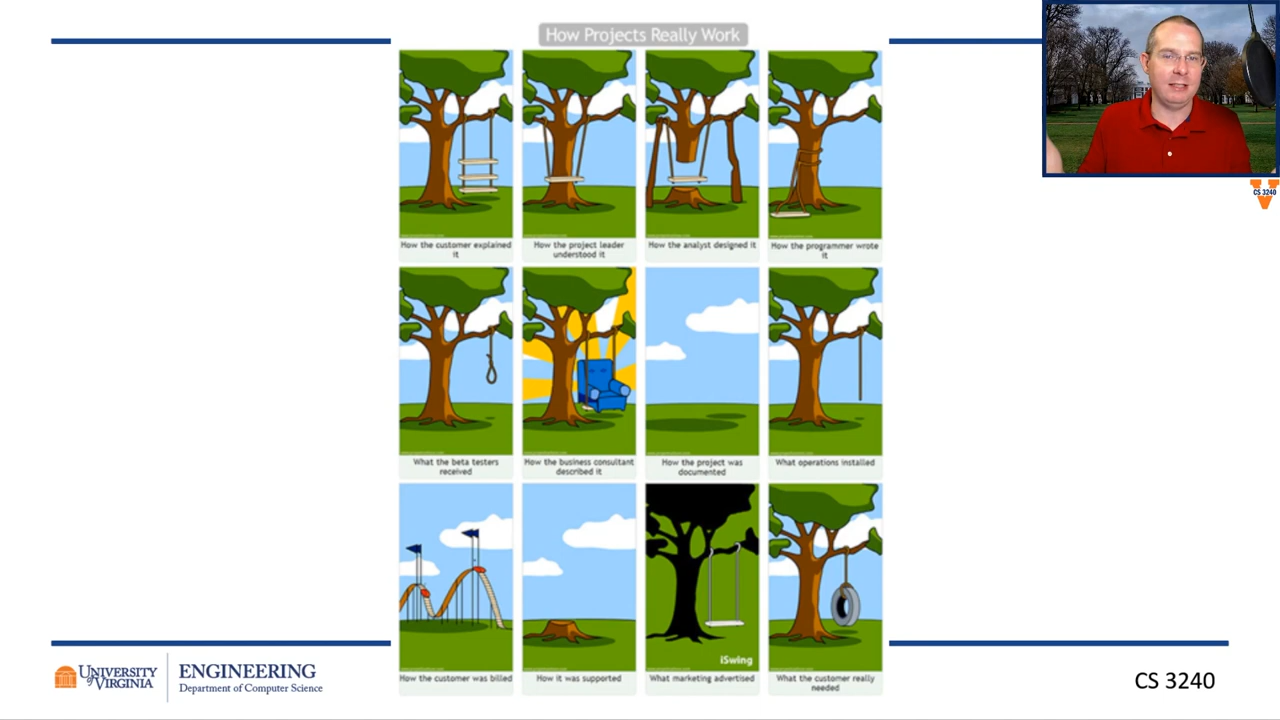 How Projects Really Work
CS 3240
How the customer explained
it
How the project leader
understood it
How the analyst designed it
How the programmer wrote
it
What the beta testers
received
How the business consultant
described it
How the project was
documented
What operations installed
iSwing
How the customer was billed
How it was supported
What marketing advertised
What the customer really
needed
UNIVERSITY
of VIRGINIA
ENGINEERING
Department of Computer Science
CS 3240